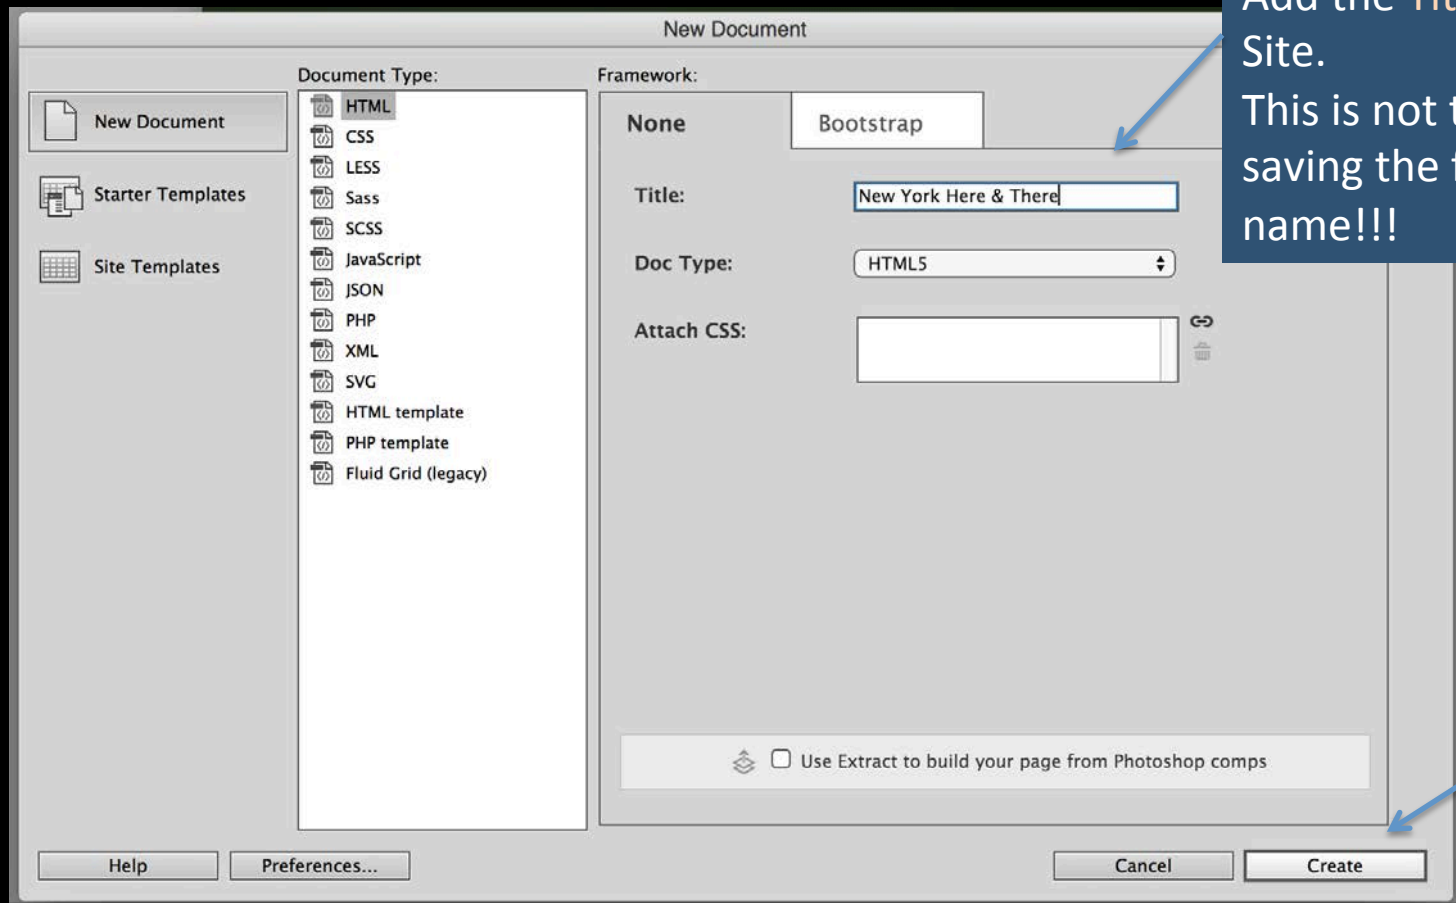 New Document
Add the
Site.
This is not
saving the
name!!!
New Document
Starter Templates
Site Templates
Document Type:
HTML
CSS
LESS
Sass
SCSS
JavaScript
JSON
PHP
XML
SVG
HTML template
PHP template
Fluid Grid (legacy)
Framework:
None
Bootstrap
Title:
New York Here & There
Doc Type:
HTML5
Attach CSS:
Use Extract to build your page from Photoshop comps
Help
Preferences...
Cancel
Create